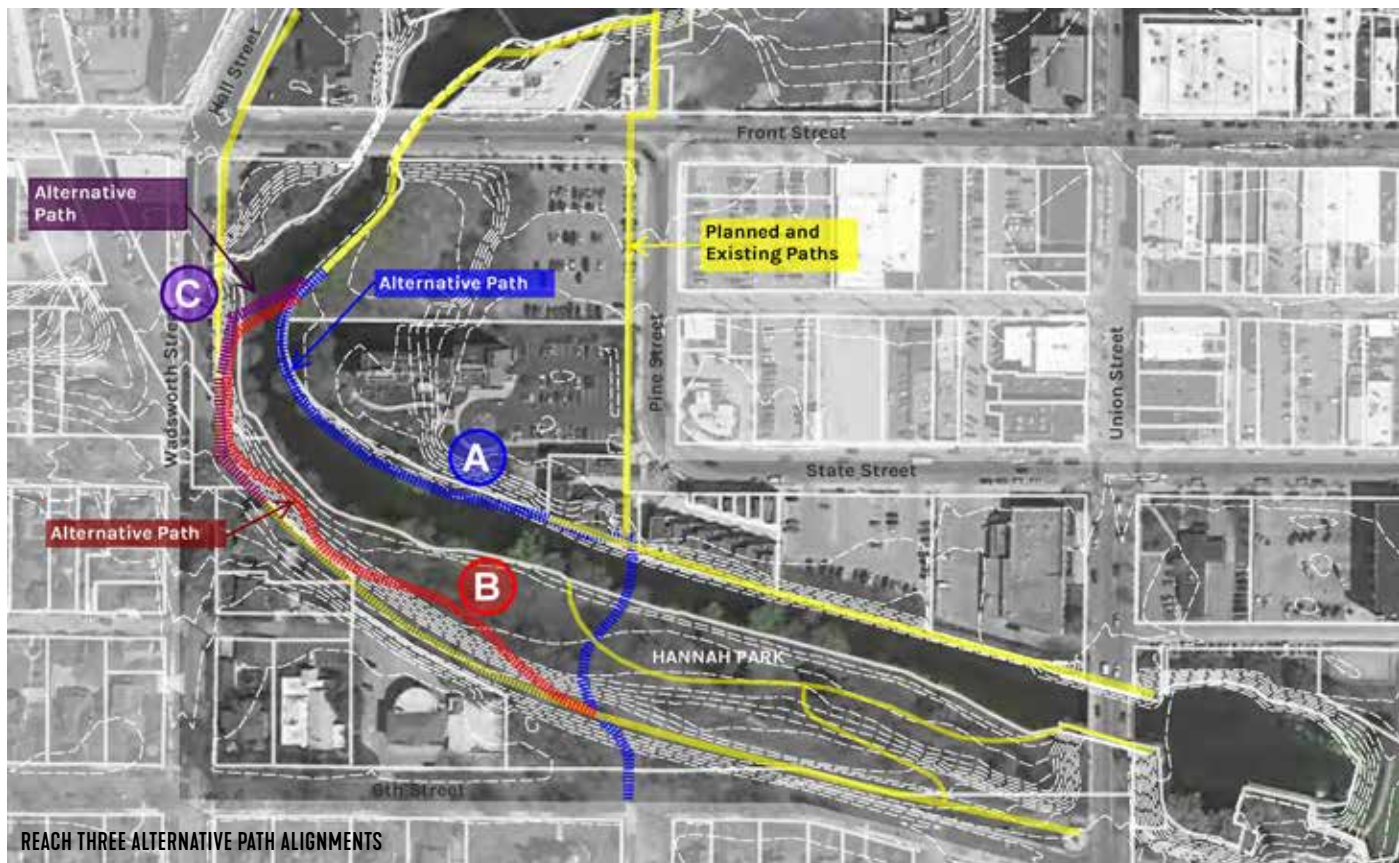 Hall Street
Front Street
Alternative
Path
Planned and
Existing Paths
Alternative Path
C
Wadsworth Street
Pine Street
Union Street
A
State Street
Alternative Path
B
HANNAH PARK
6th Street
REACH THREE ALTERNATIVE PATH ALIGNMENTS